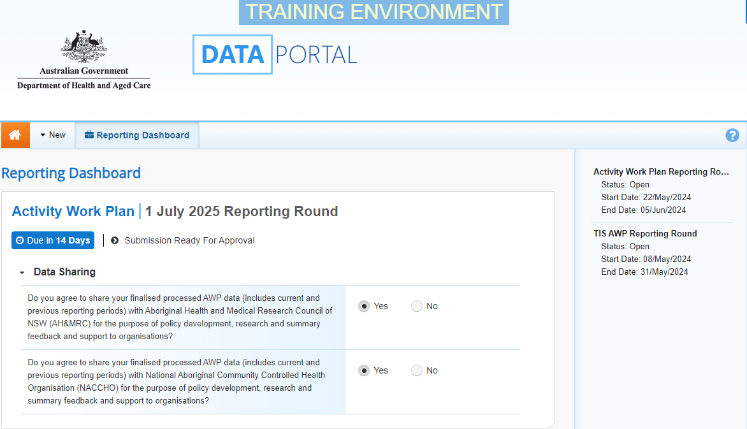 TRAINING ENVIRONMENT
Australian Government
Department of Health and Aged Care
DATA PORTAL
New
Reporting Dashboard
?
Reporting Dashboard
Activity Work Plan | 1 July 2025 Reporting Round
Due in 14 Days
Submission Ready For Approval
Data Sharing
Do you agree to share your finalised processed AWP data (includes current and
previous reporting periods) with Aboriginal Health and Medical Research Council of
NSW (AH&MRC) for the purpose of policy development, research and summary
feedback and support to organisations?
Yes No
Do you agree to share your finalised processed AWP data (includes current and
previous reporting periods) with National Aboriginal Community Controlled Health
Organisation (NACCHO) for the purpose of policy development, research and
summary feedback and support to organisations?
Yes No
Activity Work Plan Reporting Ro...
Status: Open
Start Date: 22/May/2024
End Date: 05/Jun/2024
TIS AWP Reporting Round
Status: Open
Start Date: 08/May/2024
End Date: 31/May/2024